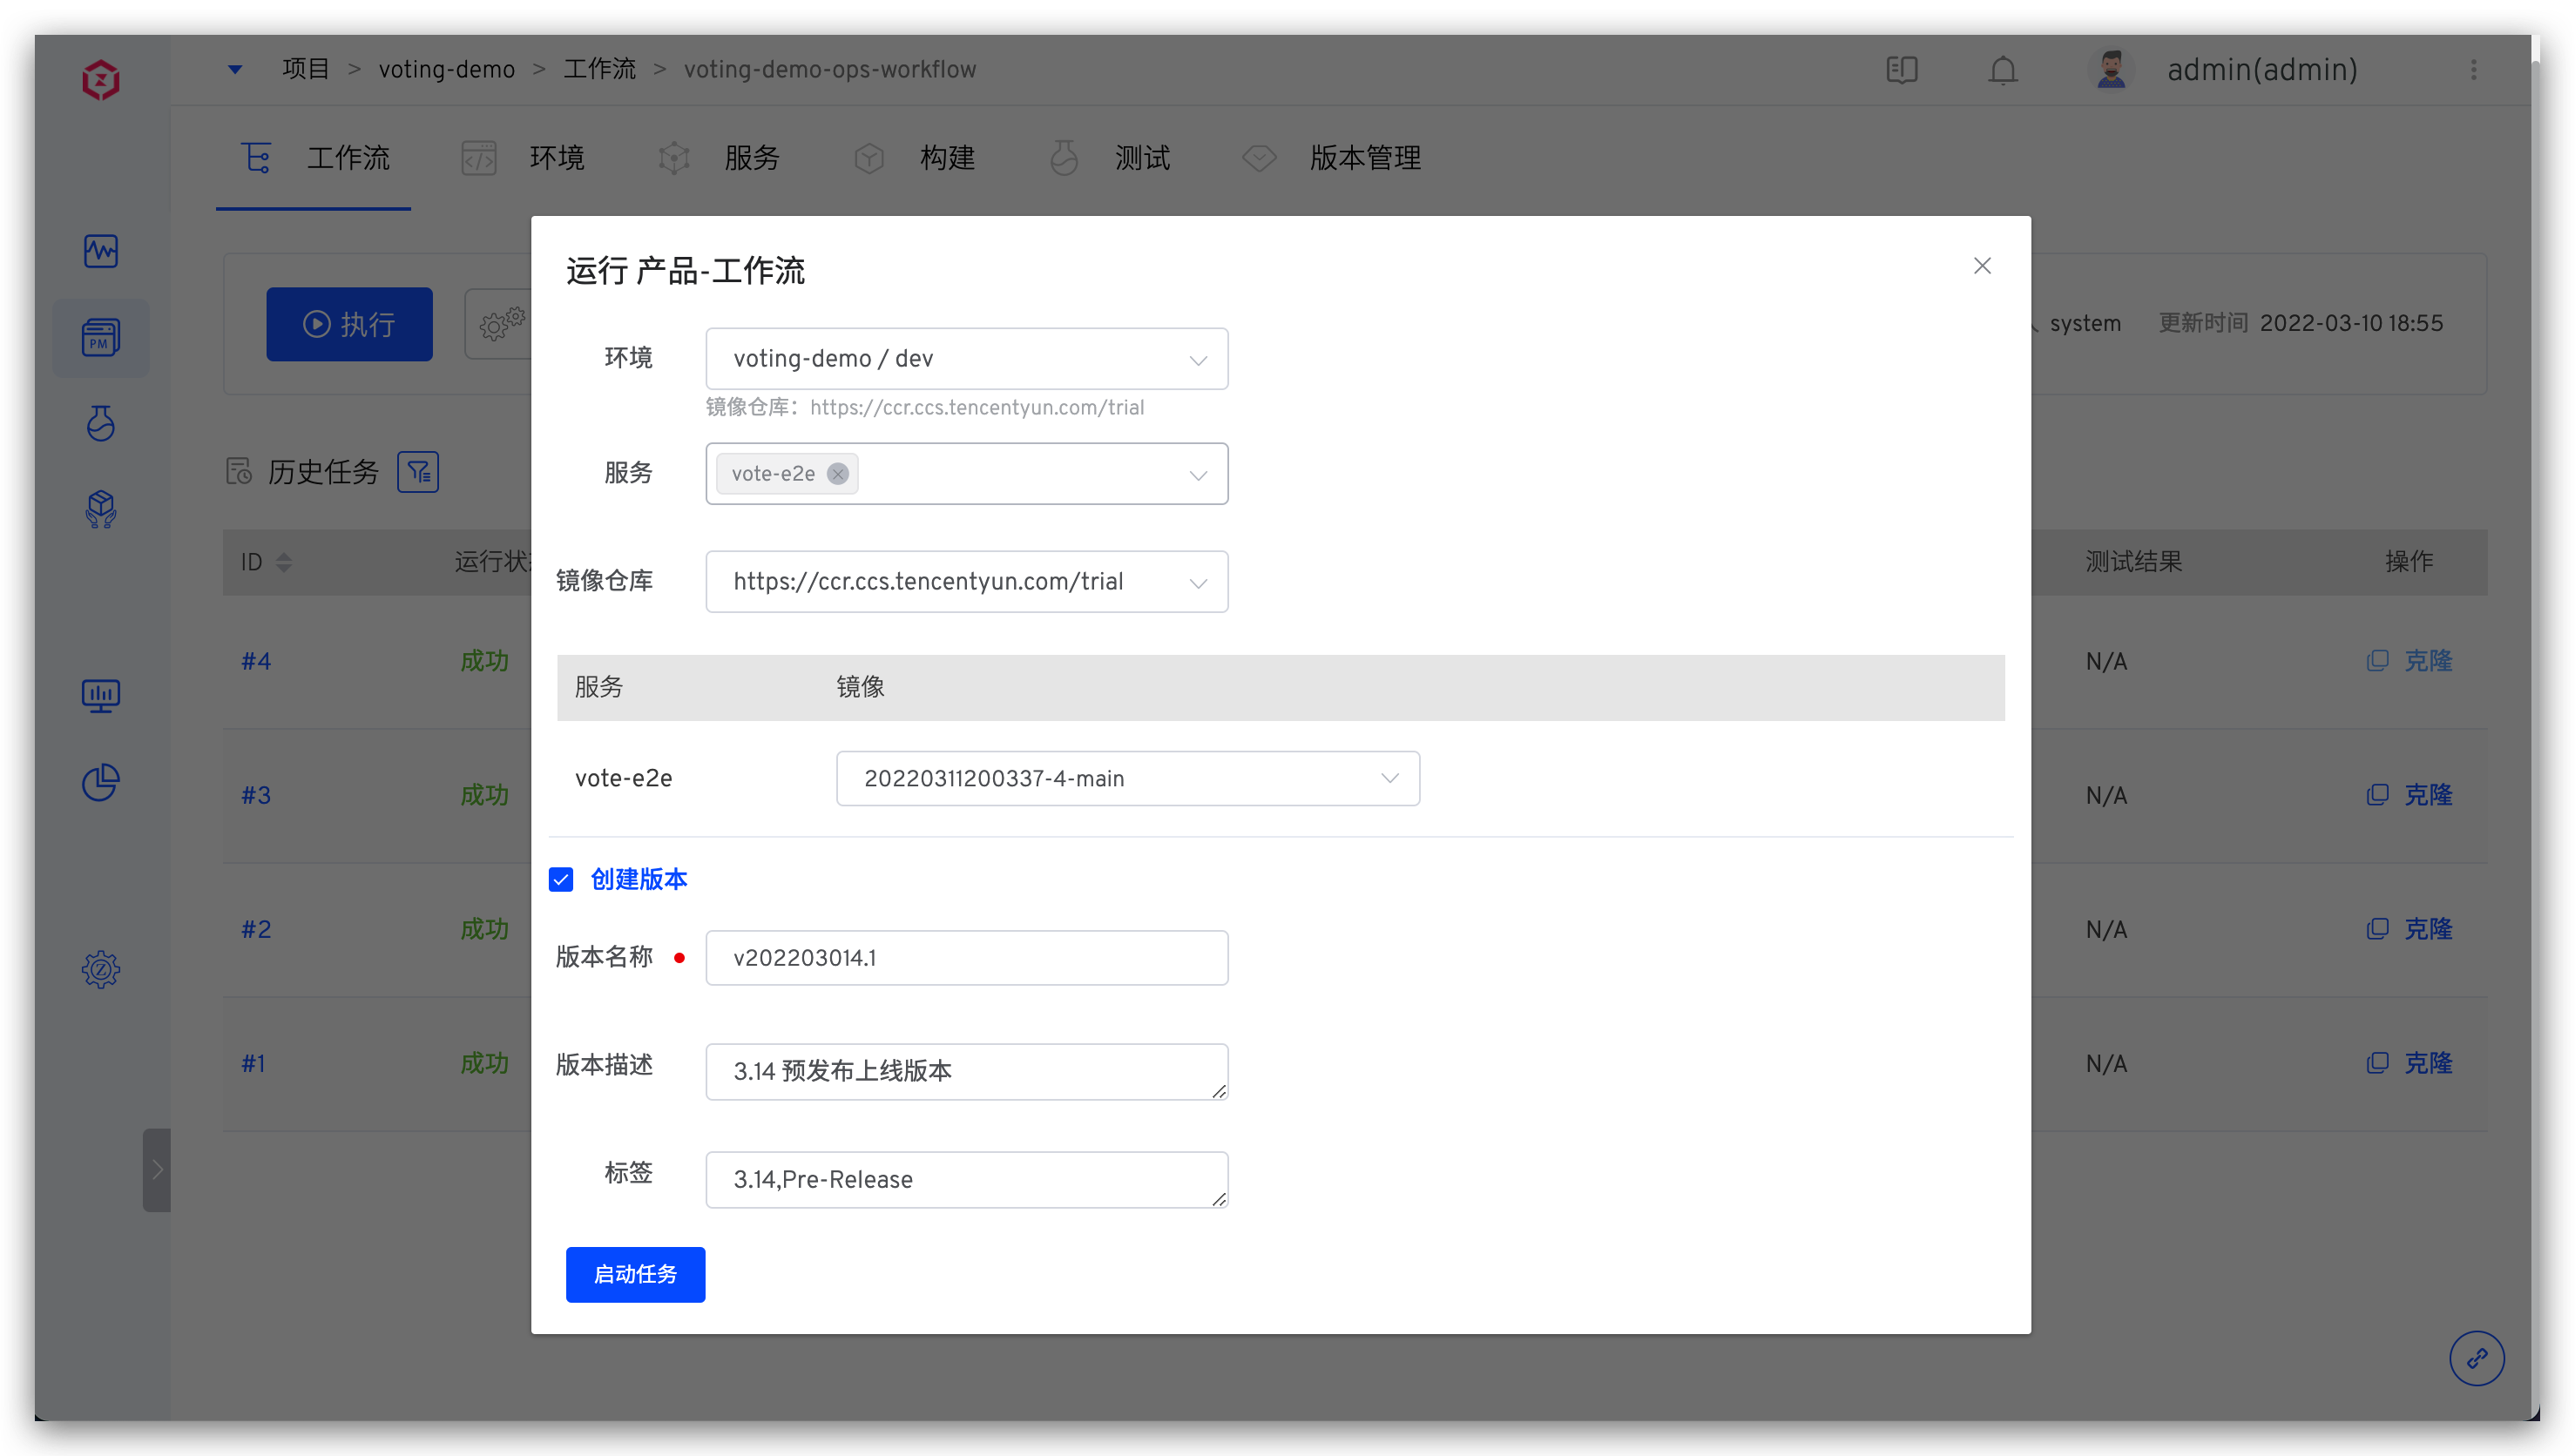 项目 > voting-demo > 工作流 > voting-demo-ops-workflow
admin(admin)
工作流 环境 服务 构建 测试 版本管理
PM
执行
system 更新时间 2022-03-10 18:55
历史任务
ID 运行状 测试结果 操作
#4 成功 N/A 克隆
#3 成功 N/A 克隆
#2 成功 N/A 克隆
#1 成功 N/A 克隆
运行 产品-工作流
环境 voting-demo / dev
镜像仓库：https://ccr.ccs.tencentyun.com/trial
服务 vote-e2e
镜像仓库 https://ccr.ccs.tencentyun.com/trial
服务 镜像
vote-e2e 20220311200337-4-main
创建版本
版本名称 v202203014.1
版本描述 3.14 预发布上线版本
标签 3.14,Pre-Release
启动任务